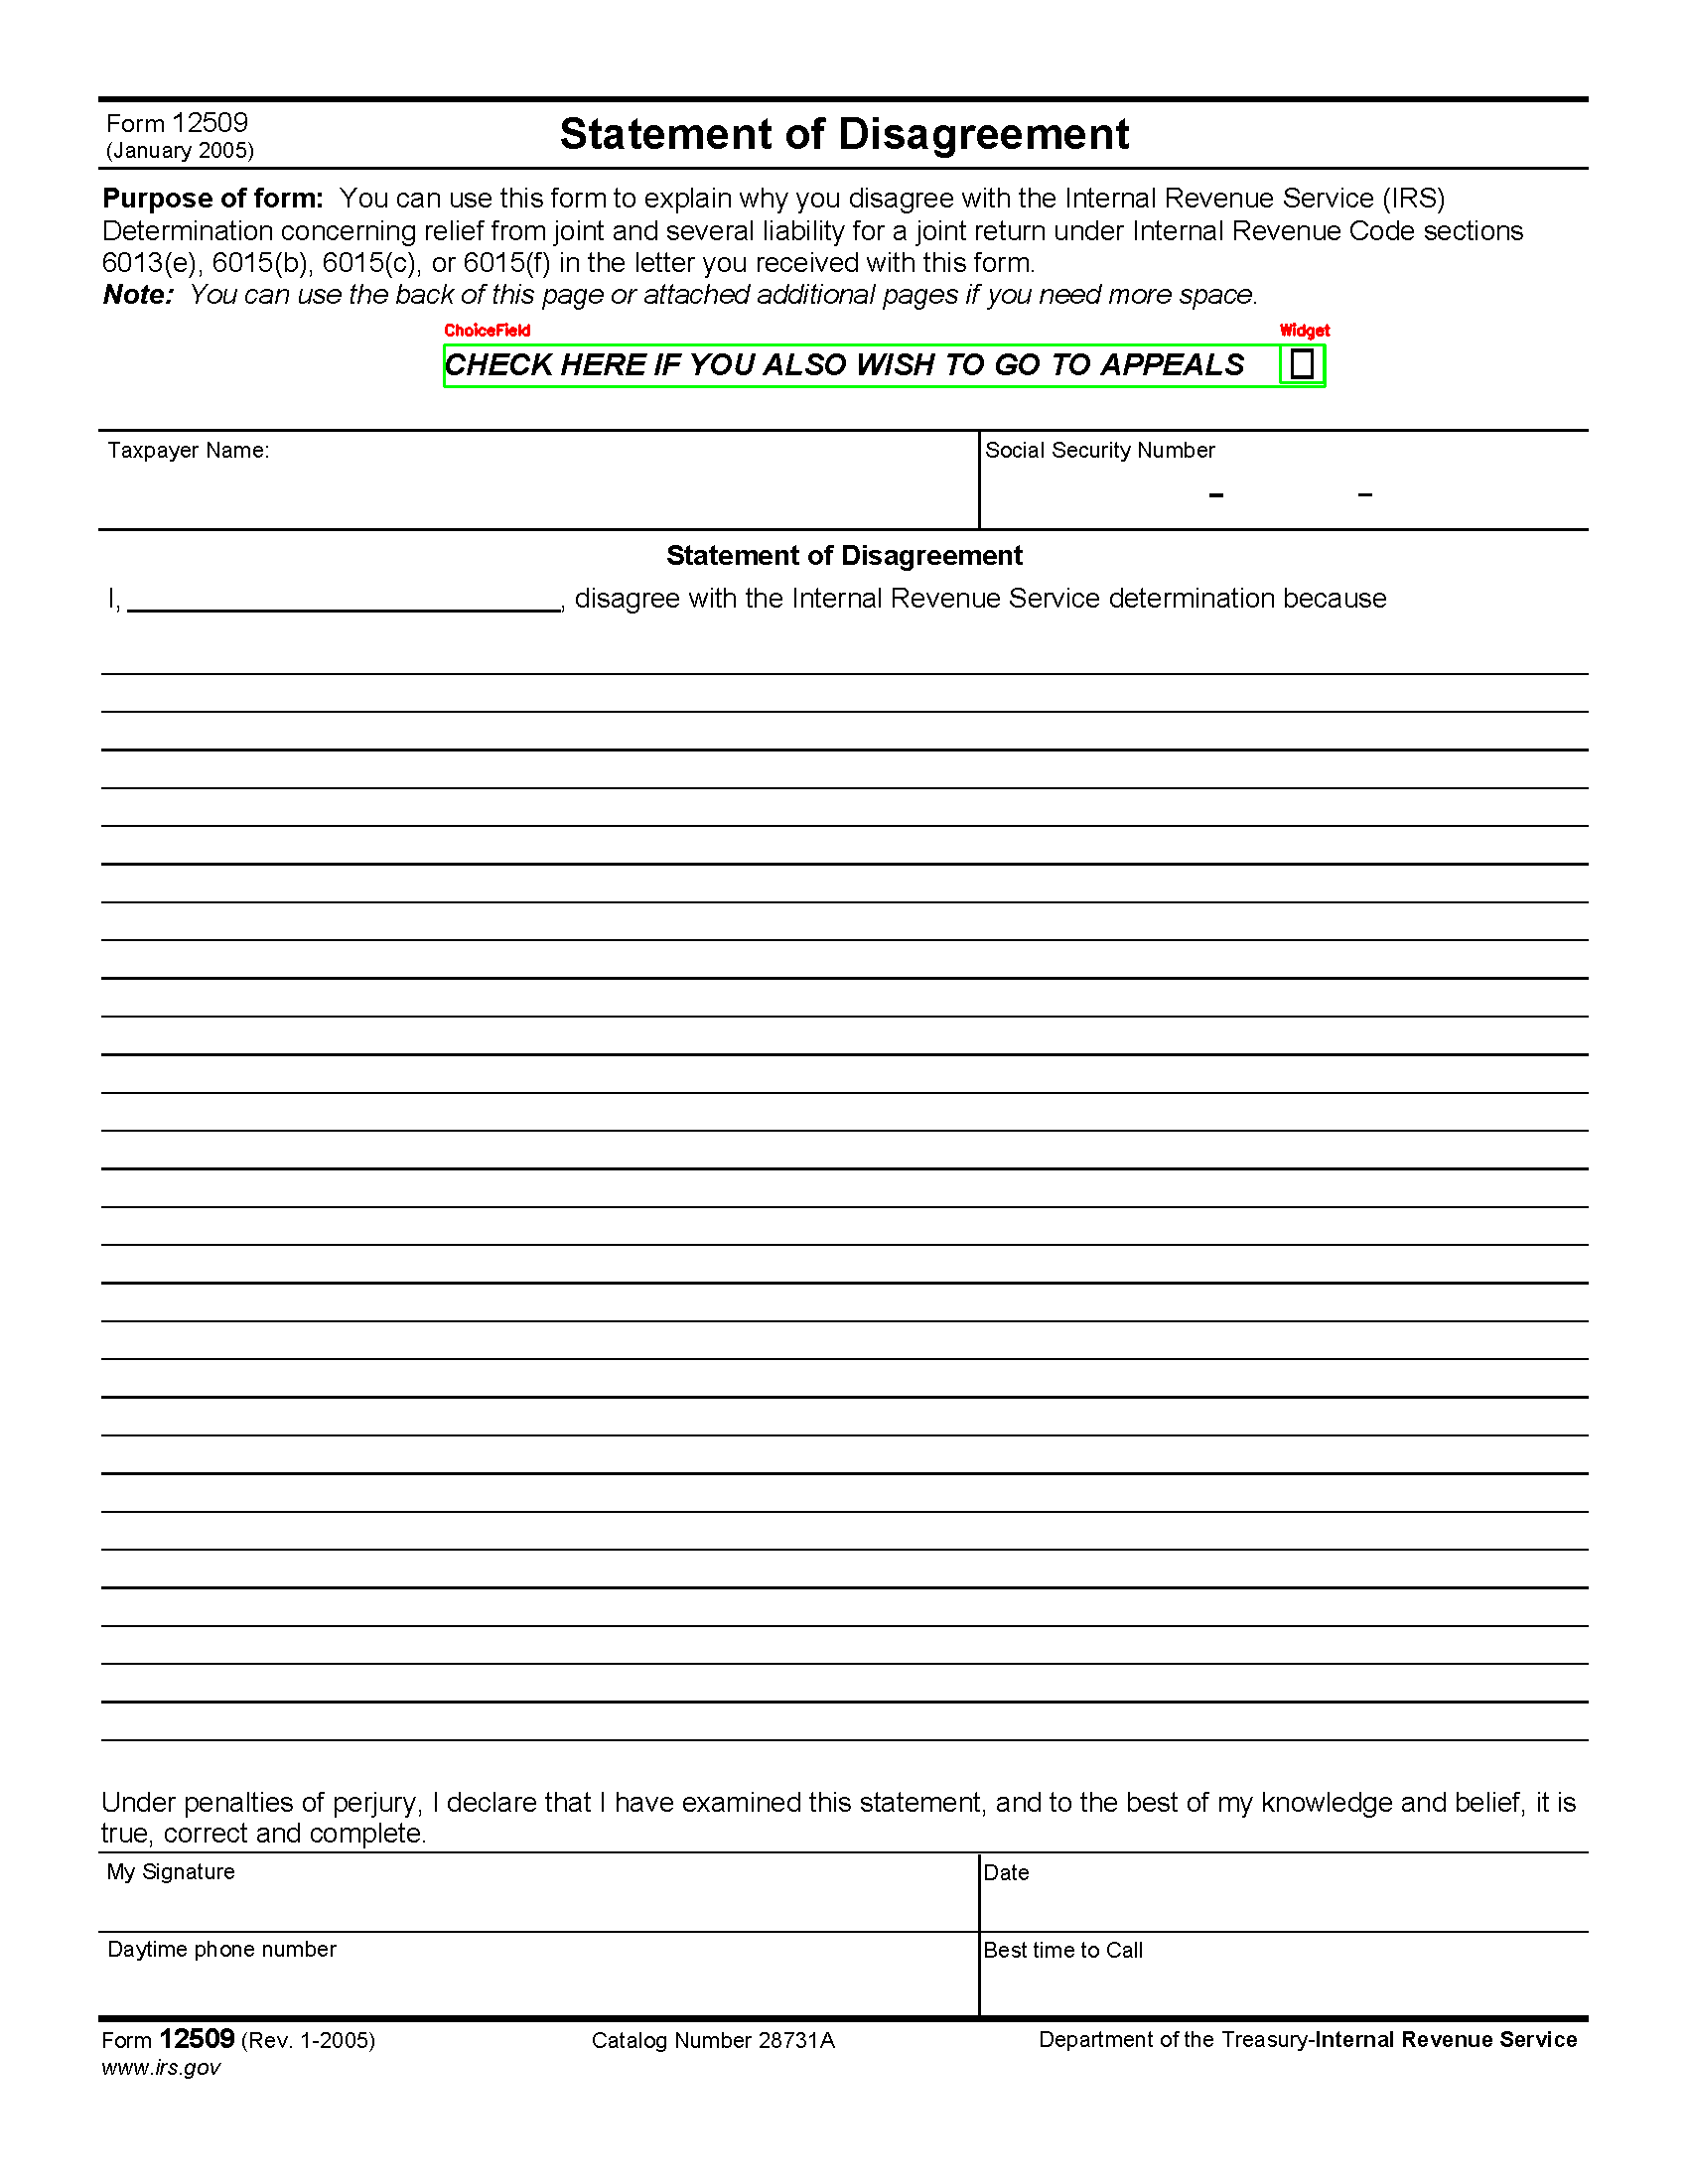 Form 12509
(January 2005)
Statement of Disagreement
Purpose of form: You can use this form to explain why you disagree with the Internal Revenue Service (IRS)
Determination concerning relief from joint and several liability for a joint return under Internal Revenue Code sections
6013(e), 6015(b), 6015(c), or 6015(f) in the letter you received with this form.
Note: You can use the back of this page or attached additional pages if you need more space.
ChoiceField Widget
CHECK HERE IF YOU ALSO WISH TO GO TO APPEALS
Taxpayer Name:
Social Security Number
– –
Statement of Disagreement
I, ______________________, disagree with the Internal Revenue Service determination because
Under penalties of perjury, I declare that I have examined this statement, and to the best of my knowledge and belief, it is
true, correct and complete.
My Signature
Date
Daytime phone number
Best time to Call
Form 12509 (Rev. 1-2005) Catalog Number 28731A Department of the Treasury-Internal Revenue Service
www.irs.gov